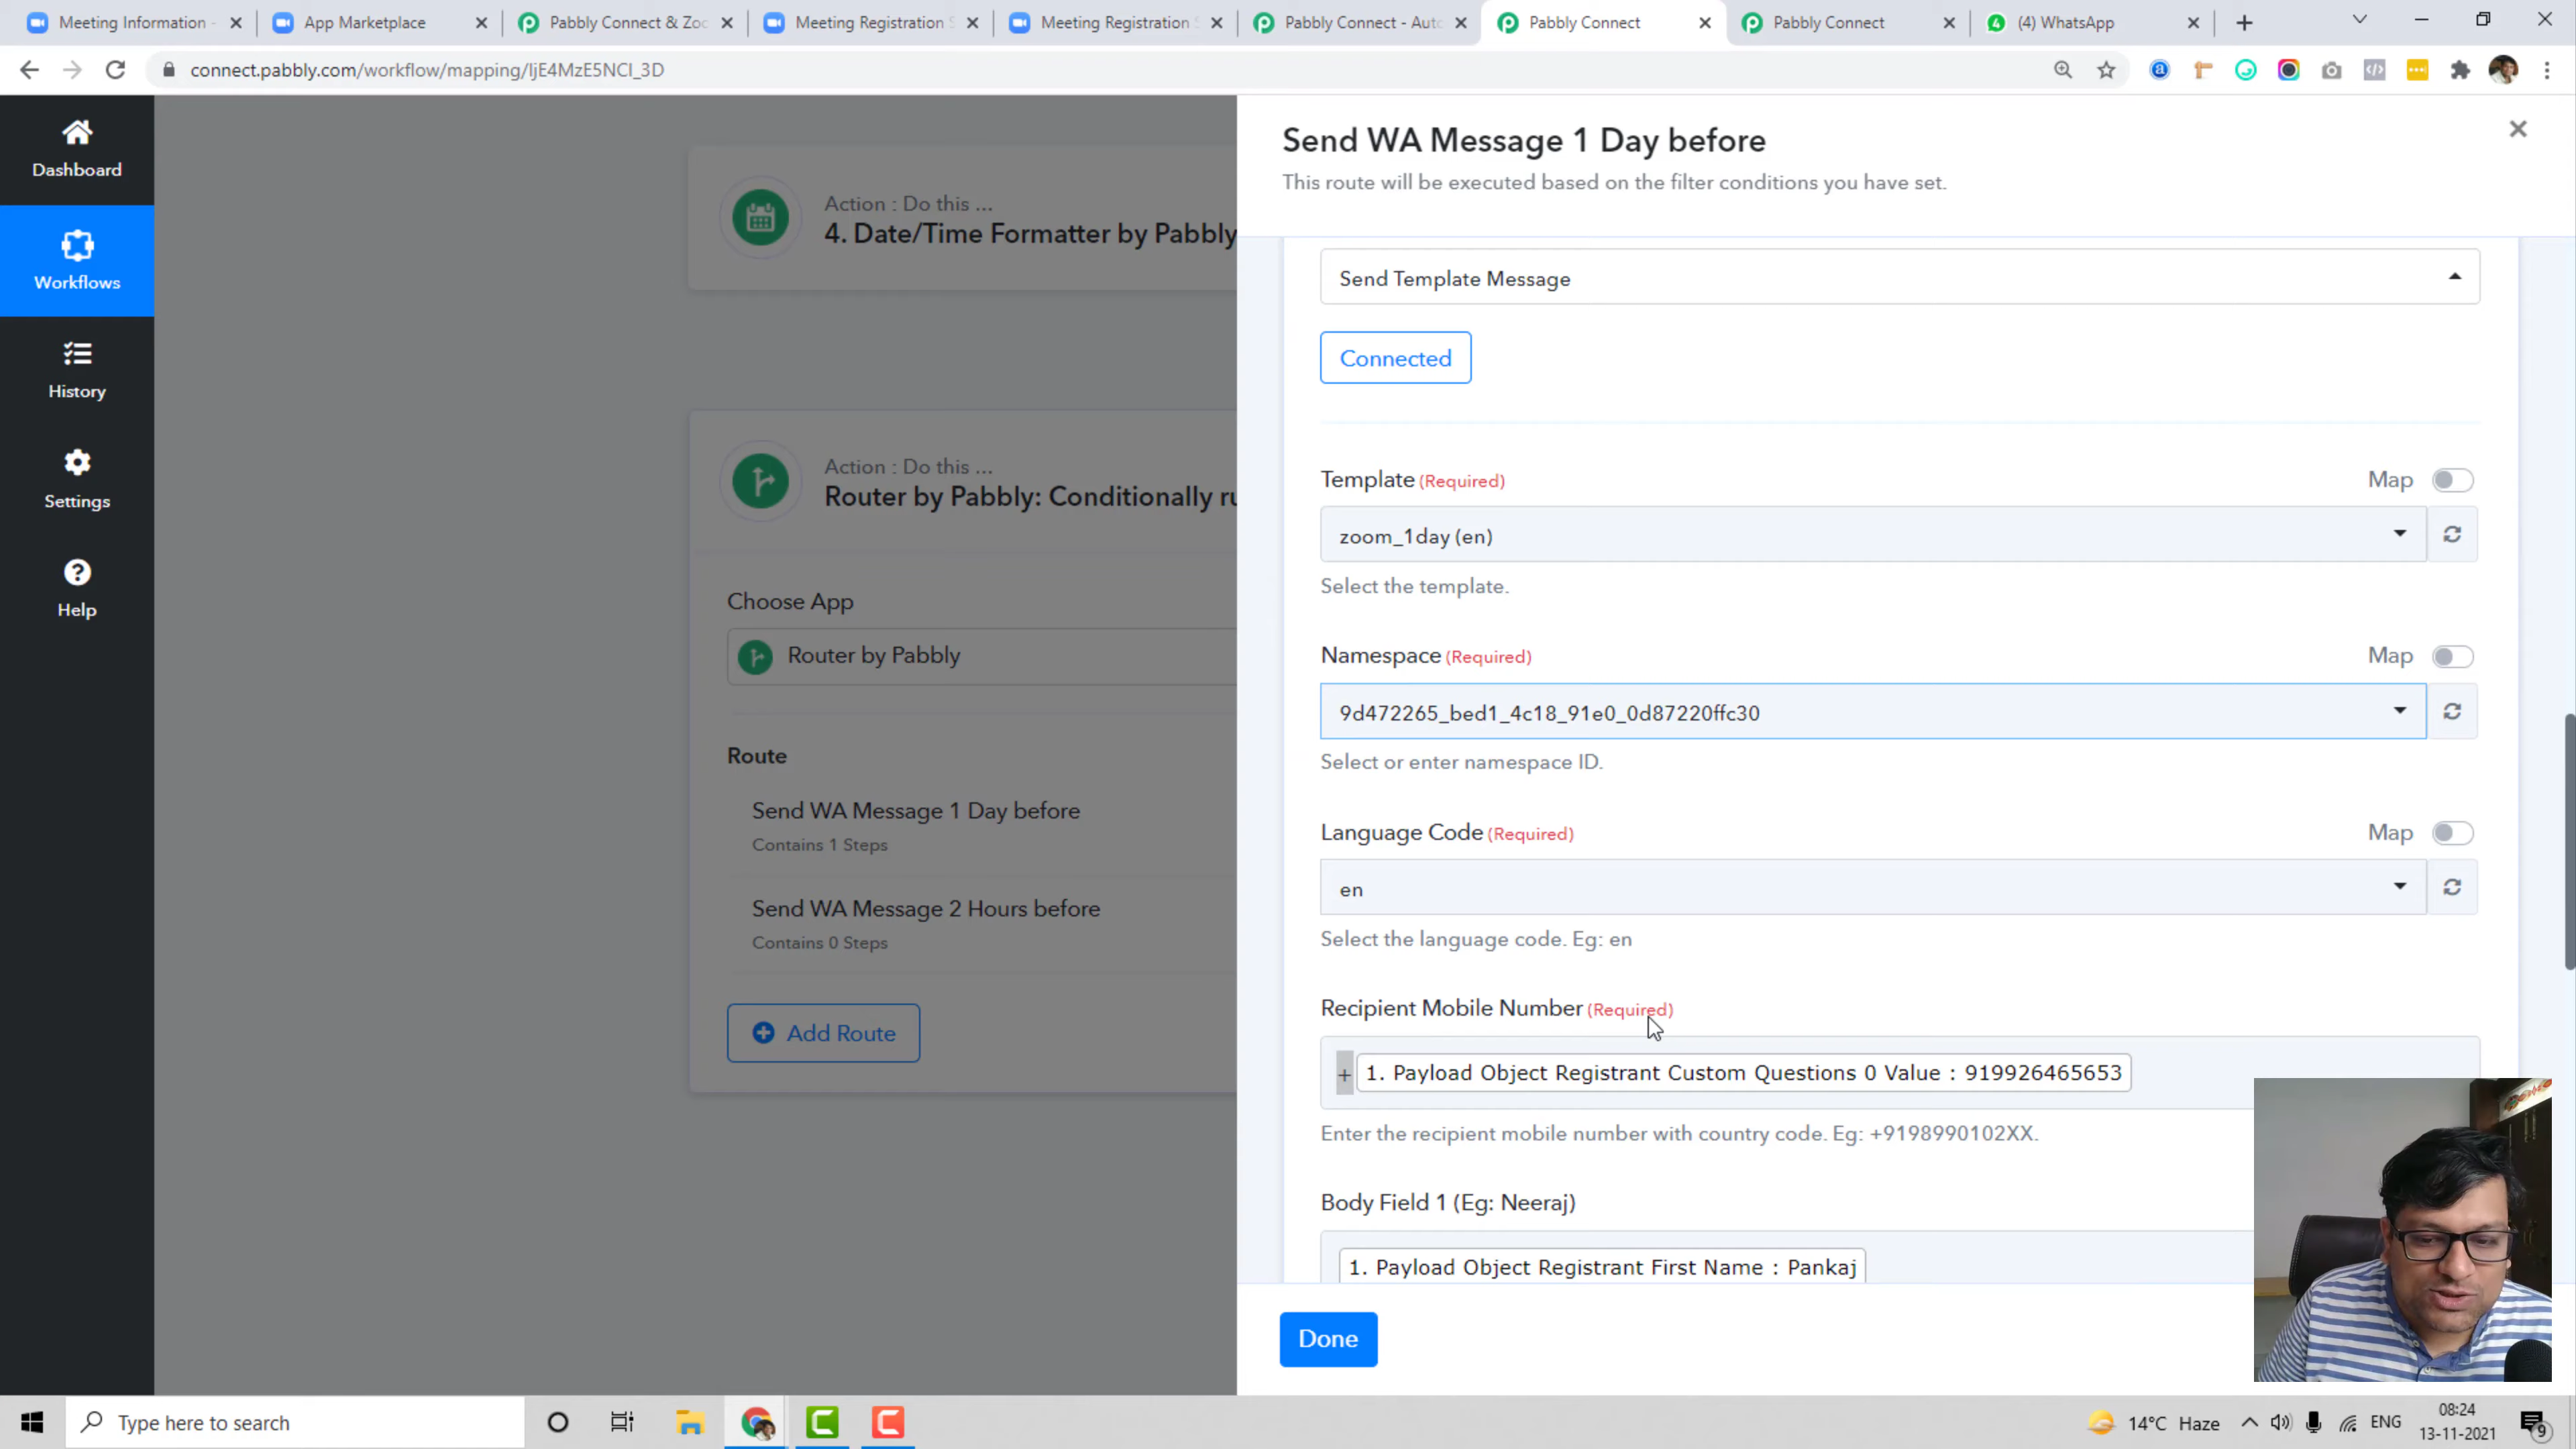 Meeting Information -
App Marketplace
Pabbly Connect & Zoo
Meeting Registration S
Meeting Registration S
Pabbly Connect - Auto
Pabbly Connect
Pabbly Connect
(4) WhatsApp
connect.pabbly.com/workflow/mapping/IjE4MzE5NCI_3D
Dashboard
Workflows
History
Settings
Help
Action : Do this ...
4. Date/Time Formatter by Pabbly
Action : Do this ...
Router by Pabbly: Conditionally ru
Choose App
Router by Pabbly
Route
Send WA Message 1 Day before
Contains 1 Steps
Send WA Message 2 Hours before
Contains 0 Steps
Add Route
Send WA Message 1 Day before
This route will be executed based on the filter conditions you have set.
Send Template Message
Connected
Template (Required)
Map
zoom_1day (en)
Select the template.
Namespace (Required)
Map
9d472265_bed1_4c18_91e0_0d87220ffc30
Select or enter namespace ID.
Language Code (Required)
Map
en
Select the language code. Eg: en
Recipient Mobile Number (Required)
+ 1. Payload Object Registrant Custom Questions 0 Value : 919926465653
Enter the recipient mobile number with country code. Eg: +9198990102XX.
Body Field 1 (Eg: Neeraj)
1. Payload Object Registrant First Name : Pankaj
Done
Type here to search
14°C Haze
ENG
08:24
13-11-2021
9